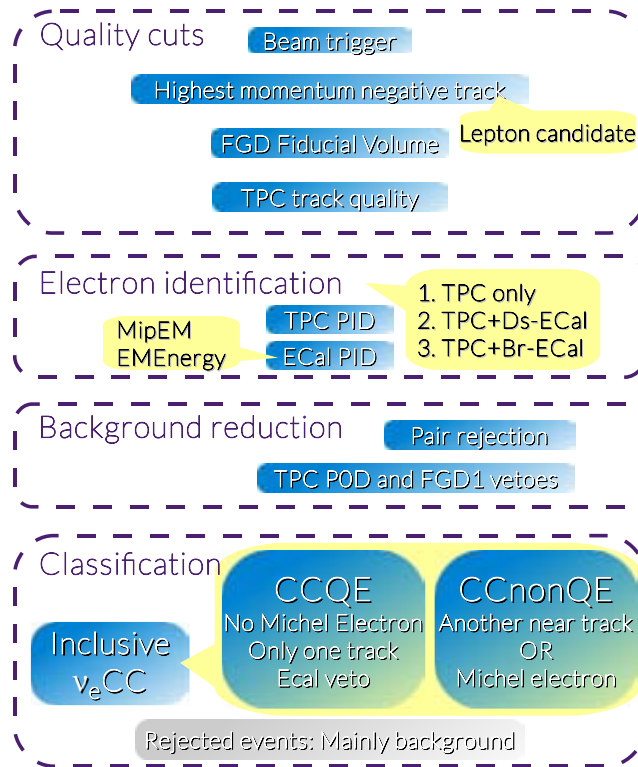 Quality cuts
Beam trigger
Highest momentum negative track
Lepton candidate
FGD Fiducial Volume
TPC track quality
Electron identification
1. TPC only
2. TPC+Ds-ECal
3. TPC+Br-ECal
TPC PID
MipEM
EMEnergy
ECal PID
Background reduction
Pair rejection
TPC P0D and FGD1 vetoes
Classification
CCQE
No Michel Electron
Only one track
Ecal veto
CCnonQE
Another near track
OR
Michel electron
Inclusive
νeCC
Rejected events: Mainly background